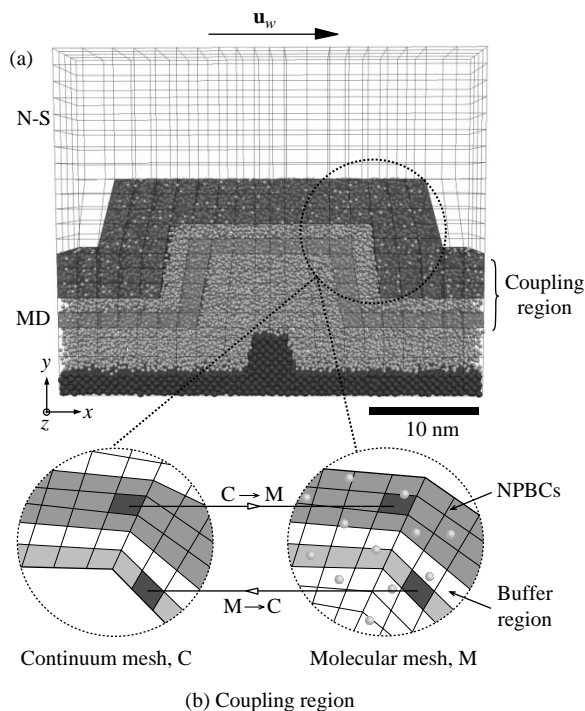 u_w
(a)
N-S
Coupling
region
MD
y
z
x
10 nm
C → M
NPBCs
M → C
Buffer
region
Continuum mesh, C
Molecular mesh, M
(b) Coupling region